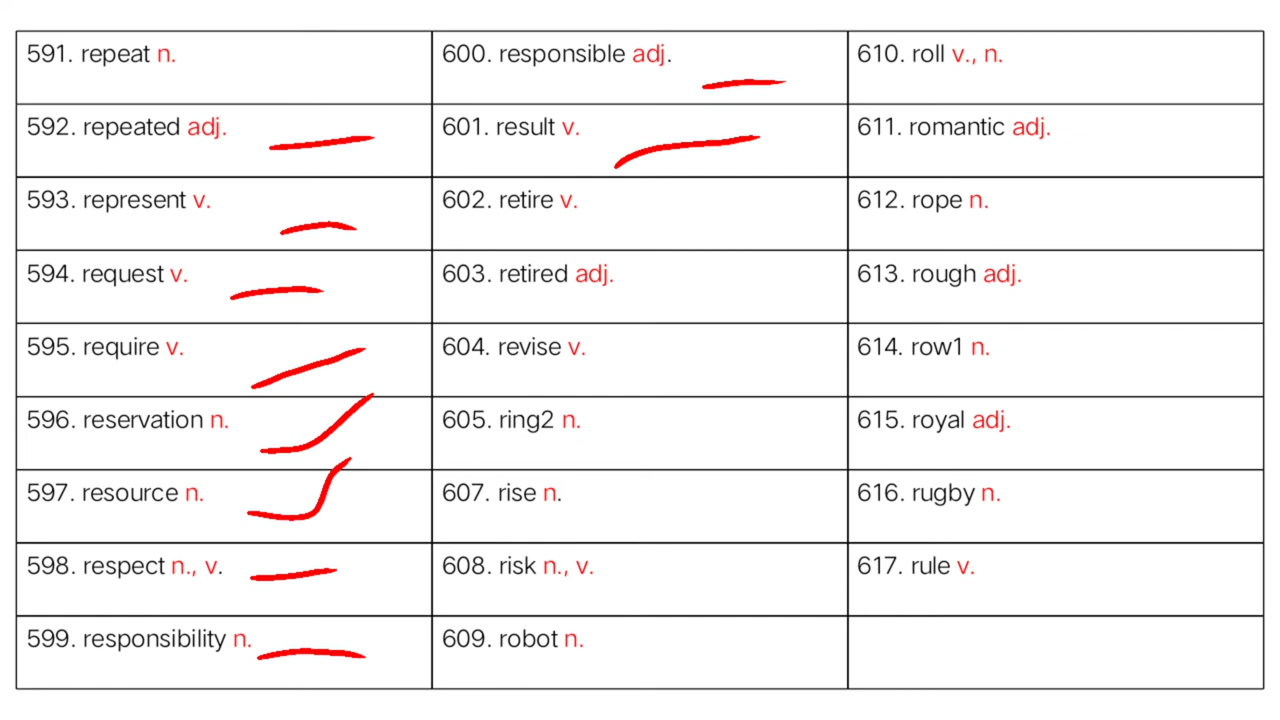 591. repeat n.
592. repeated adj.
593. represent v.
594. request v.
595. require v.
596. reservation n.
597. resource n.
598. respect n., v.
599. responsibility n.
600. responsible adj.
601. result v.
602. retire v.
603. retired adj.
604. revise v.
605. ring2 n.
607. rise n.
608. risk n., v.
609. robot n.
610. roll v., n.
611. romantic adj.
612. rope n.
613. rough adj.
614. row1 n.
615. royal adj.
616. rugby n.
617. rule v.